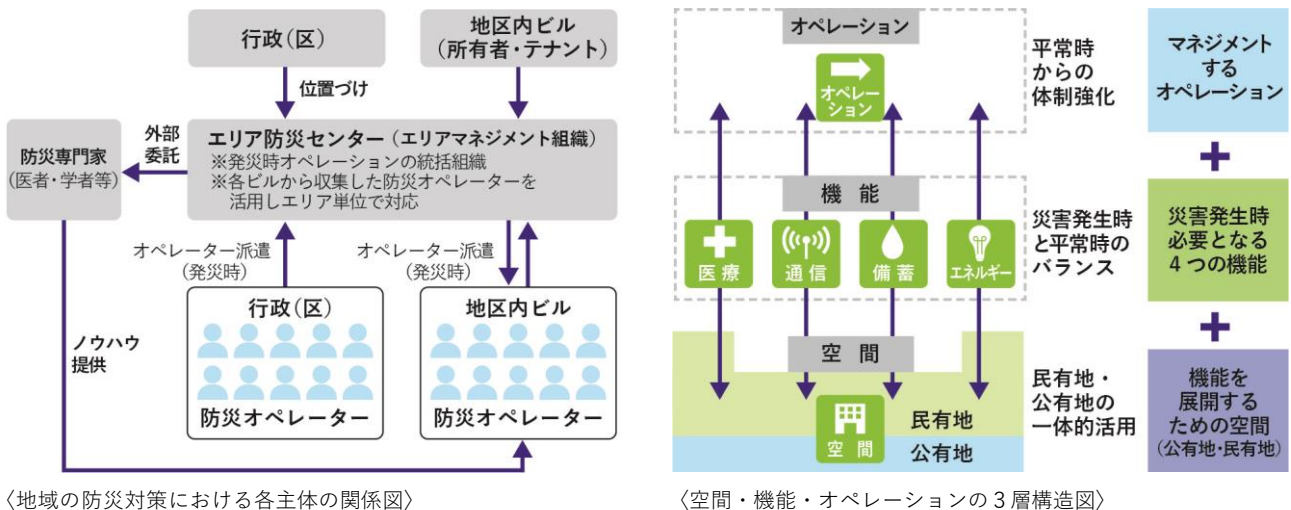 行政(区)
地区内ビル
(所有者・テナント)
位置づけ
外部
委託
防災専門家
(医者・学者等)
エリア防災センター(エリアマネジメント組織)
※発災時オペレーションの統括組織
※各ビルから収集した防災オペレーターを
活用しエリア単位で対応
オペレーター派遣
(発災時)
オペレーター派遣
(発災時)
行政(区)
防災オペレーター
地区内ビル
防災オペレーター
ノウハウ
提供
〈地域の防災対策における各主体の関係図〉
オペレーション
オペレー
ション
平常時
からの
体制強化
マネジメント
する
オペレーション
機 能
医療
通信
備蓄
エネルギー
災害発生時
と平常時の
バランス
災害発生時
必要となる
4つの機能
空 間
空 間
民有地
公有地
民有地・
公有地の
一体的活用
機能を
展開する
ための空間
(公有地・民有地)
〈空間・機能・オペレーションの3層構造図〉